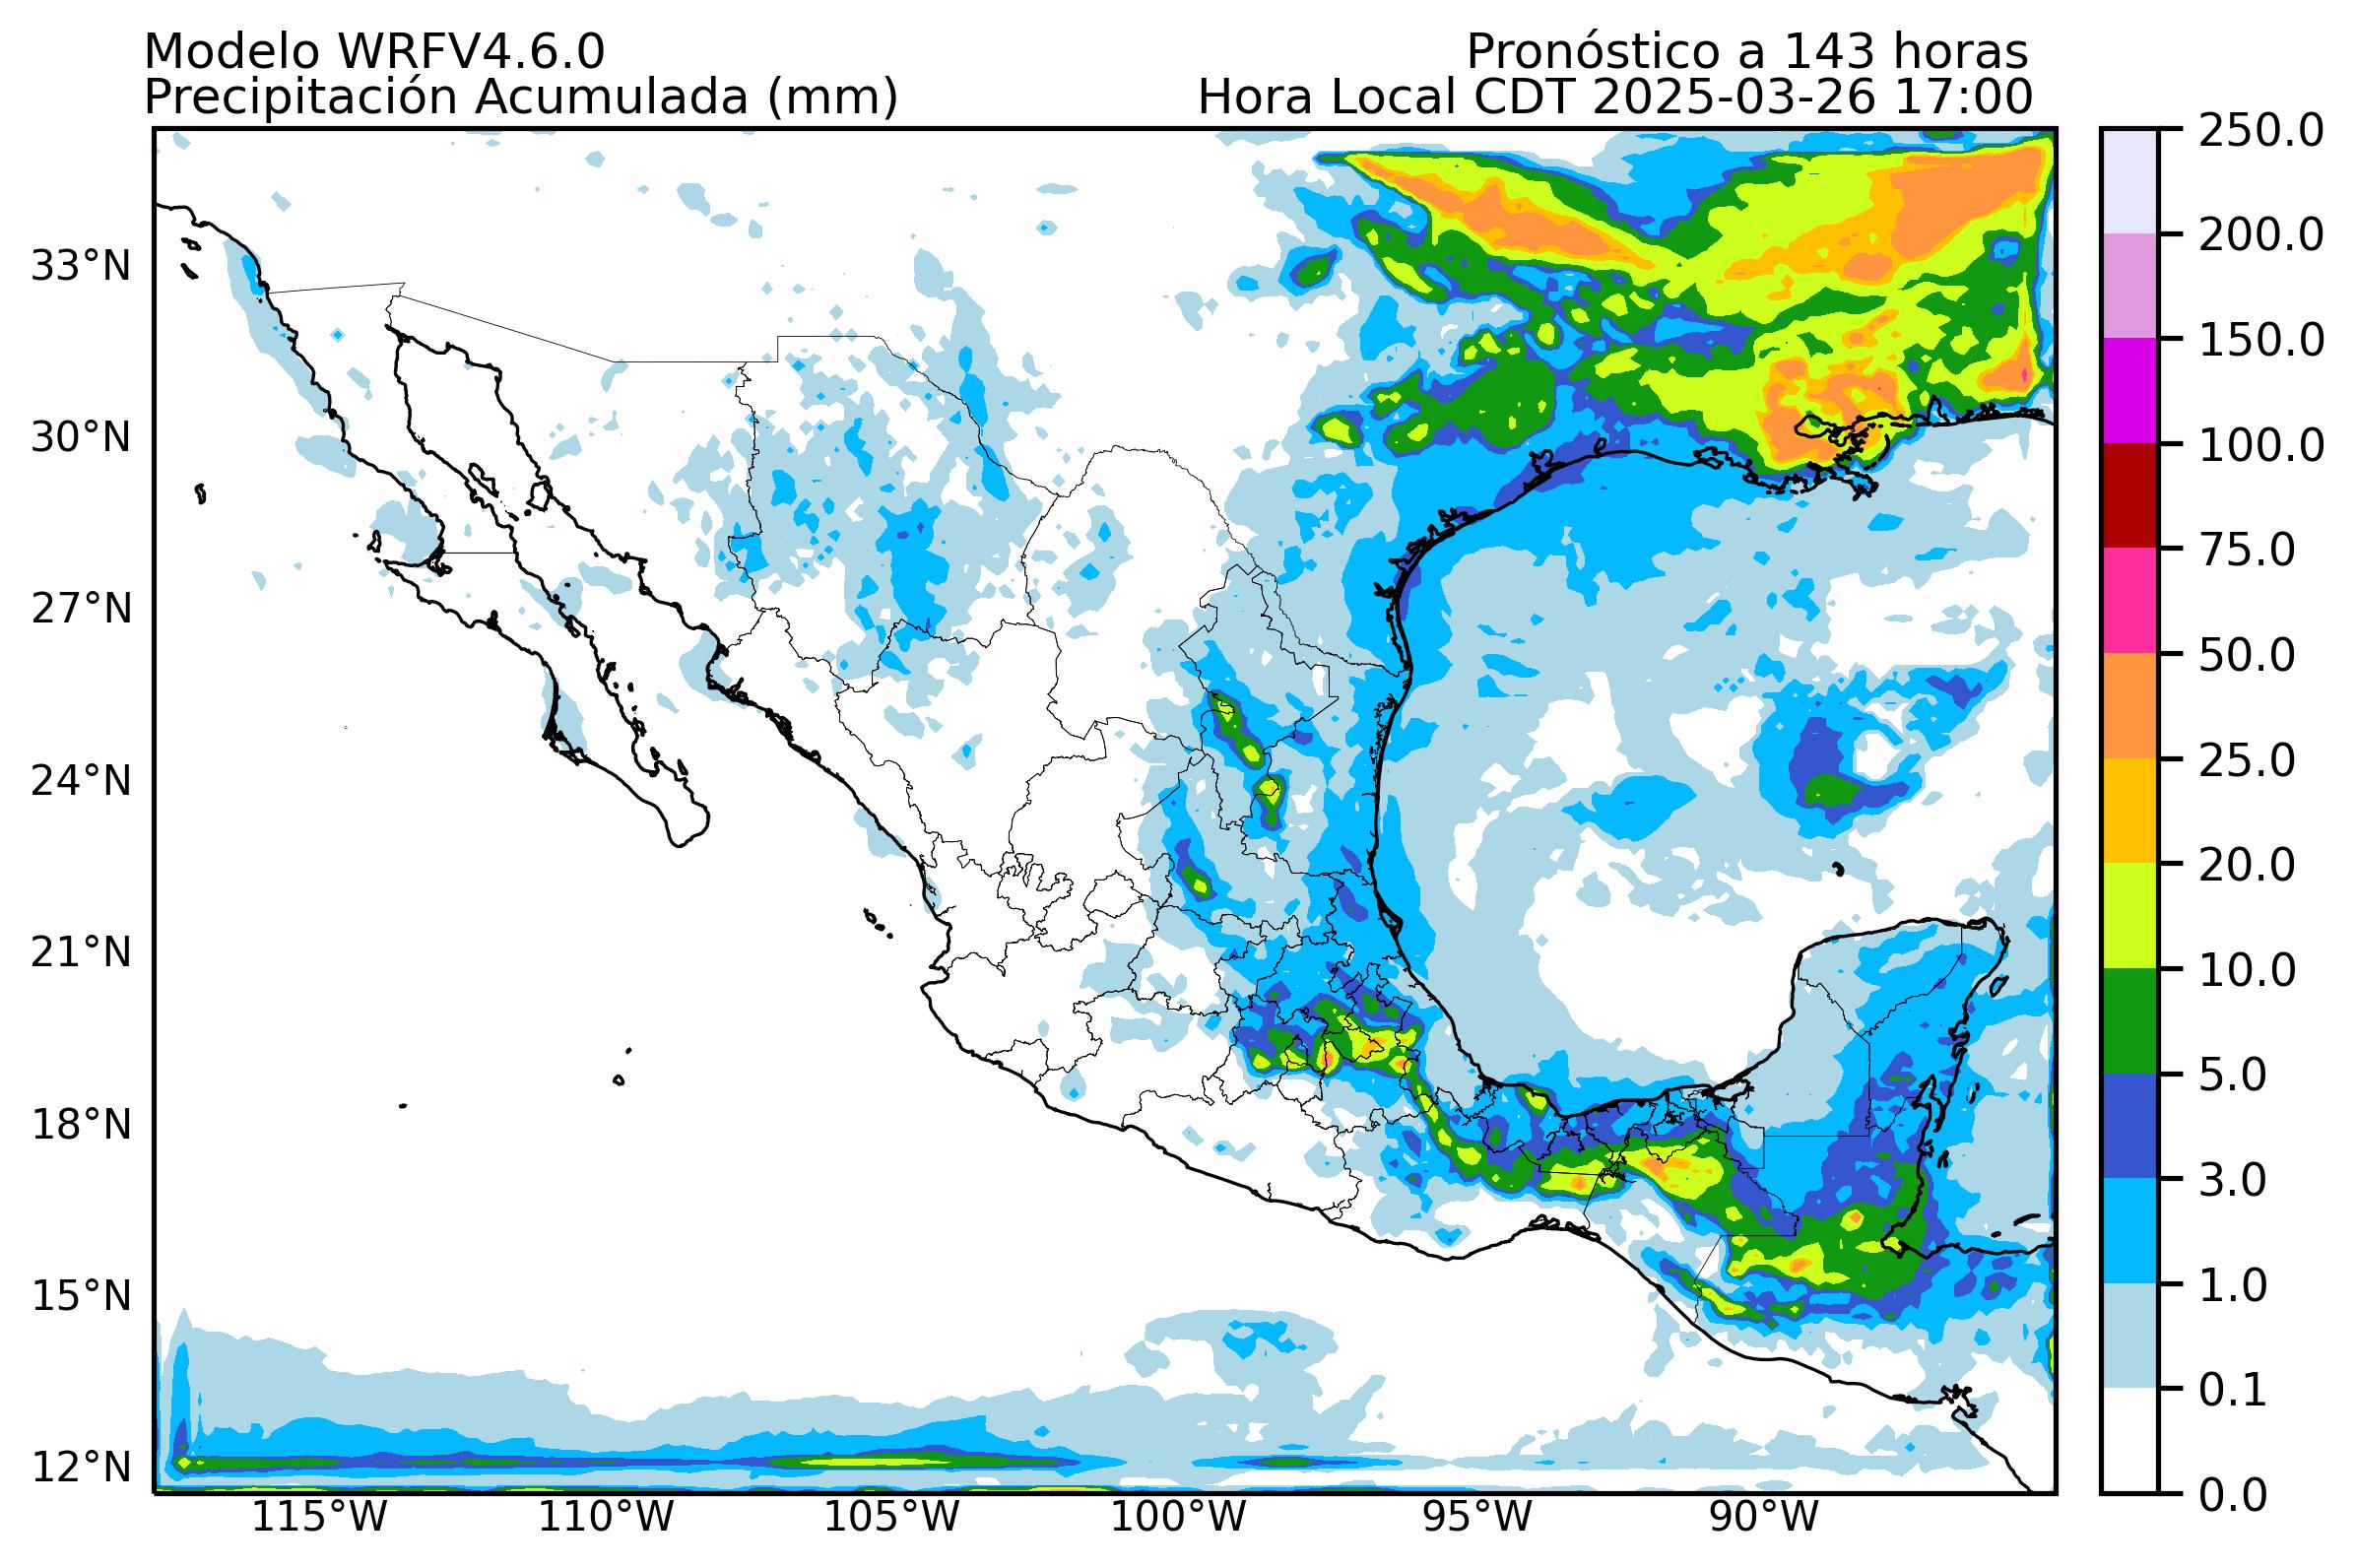 Modelo WRFV4.6.0
Pronóstico a 143 horas
Precipitación Acumulada (mm)
Hora Local CDT 2025-03-26 17:00
33°N
30°N
27°N
24°N
21°N
18°N
15°N
12°N
115°W
110°W
105°W
100°W
95°W
90°W
250.0
200.0
150.0
100.0
75.0
50.0
25.0
20.0
10.0
5.0
3.0
1.0
0.1
0.0